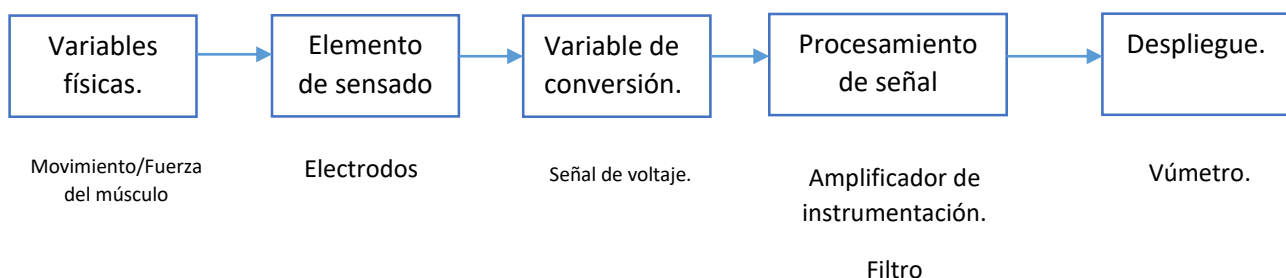 Variables
físicas.
Elemento
de sensado
Variable de
conversión.
Procesamiento
de señal
Despliegue.
Movimiento/Fuerza
del músculo
Electrodos
Señal de voltaje.
Amplificador de
instrumentación.
Filtro
Vúmetro.